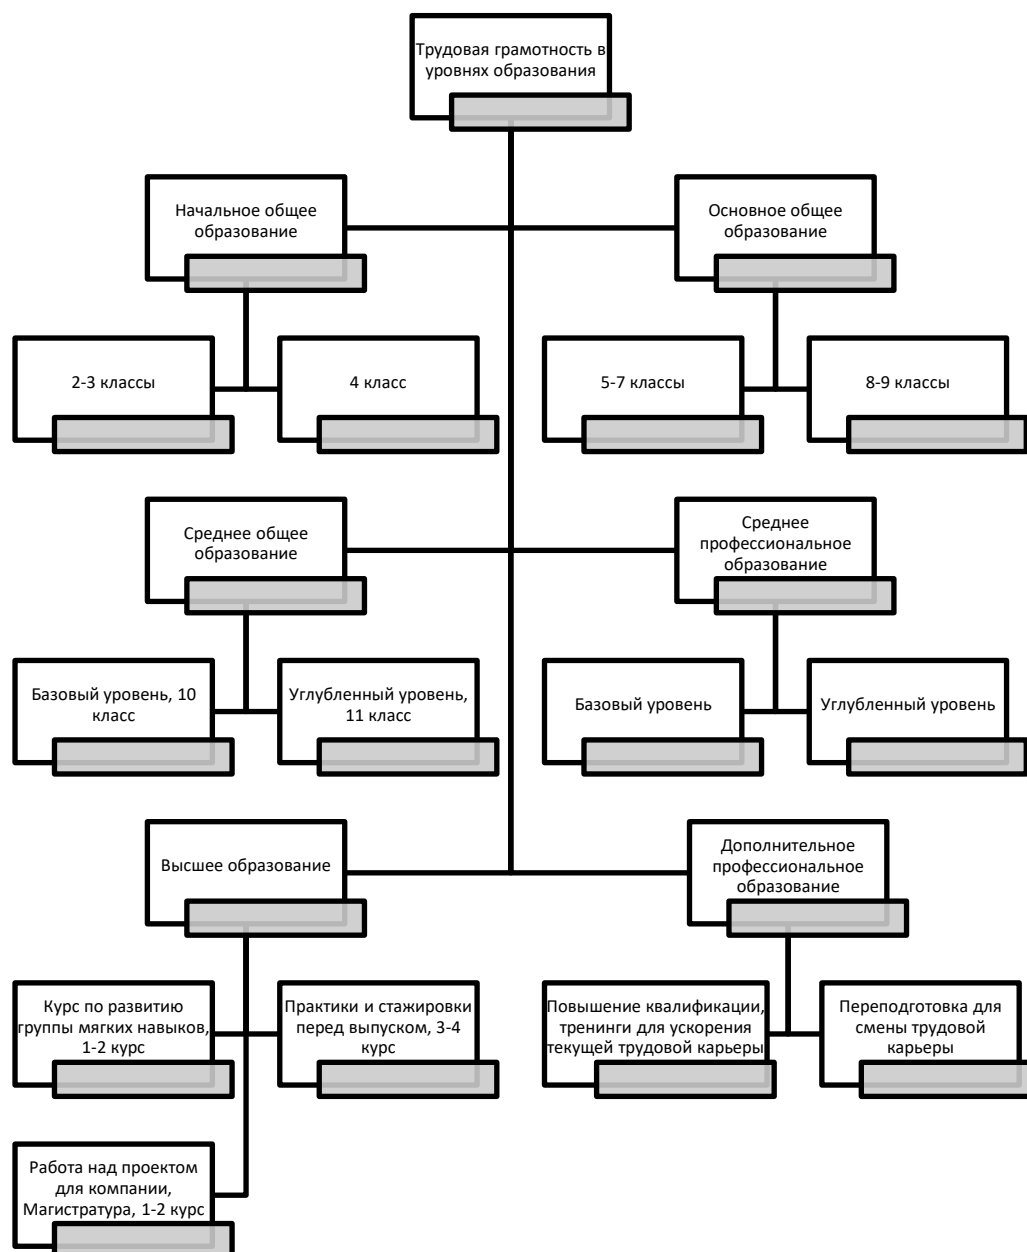 Трудовая грамотность в
уровнях образования
Начальное общее
образование
Основное общее
образование
2-3 классы
4 класс
5-7 классы
8-9 классы
Среднее общее
образование
Среднее
профессиональное
образование
Базовый уровень, 10
класс
Углубленный уровень,
11 класс
Базовый уровень
Углубленный уровень
Высшее образование
Дополнительное
профессиональное
образование
Курс по развитию
группы мягких навыков,
1-2 курс
Практики и стажировки
перед выпуском, 3-4
курс
Повышение квалификации,
тренинги для ускорения
текущей трудовой карьеры
Переподготовка для
смены трудовой
карьеры
Работа над проектом
для компании,
Магистратура, 1-2 курс